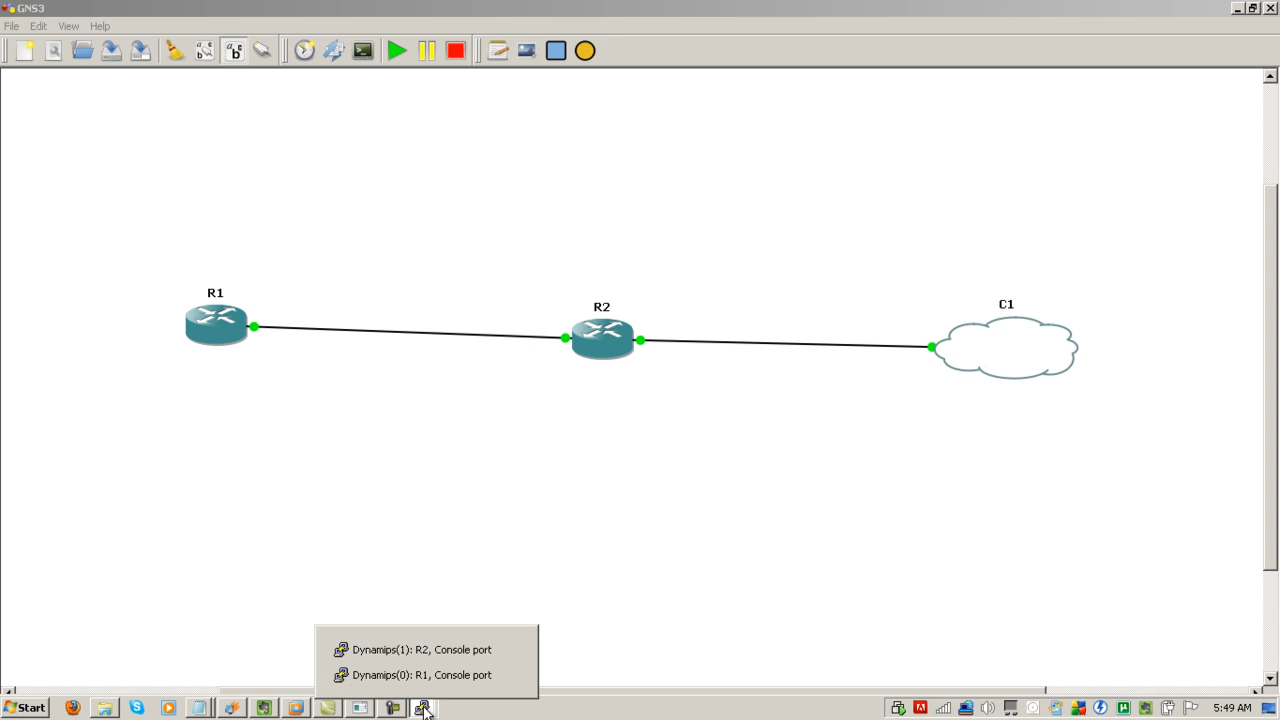 GNS3
File Edit View Help
R1
R2
C1
Dynamips(1): R2, Console port
Dynamips(0): R1, Console port
Start
5:49 AM